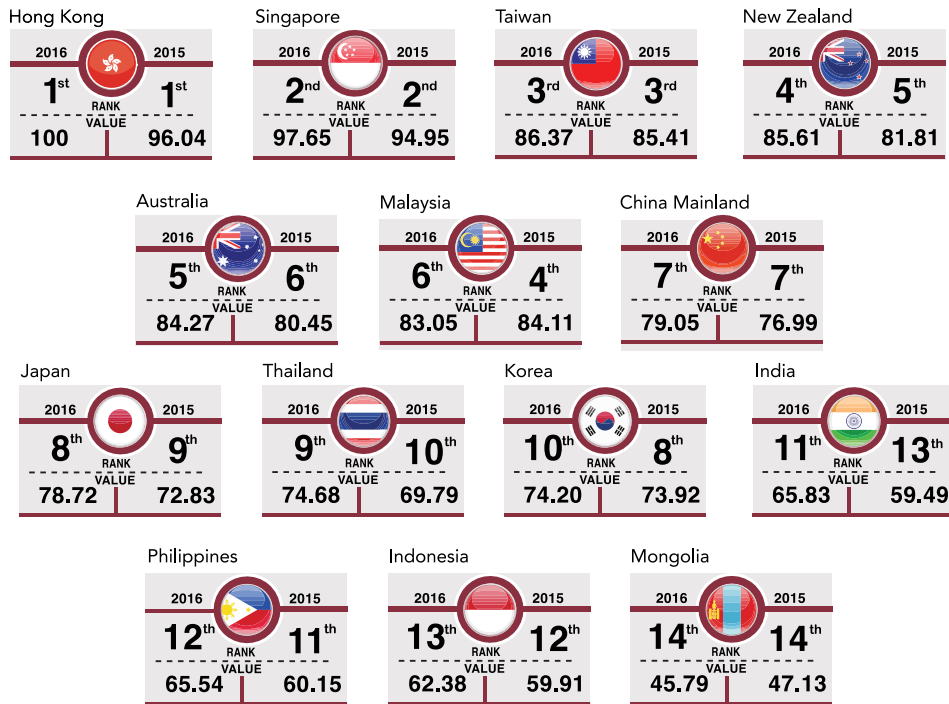 Hong Kong
2016 2015
1st 1st
RANK
VALUE
100 96.04
Singapore
2016 2015
2nd 2nd
RANK
VALUE
97.65 94.95
Taiwan
2016 2015
3rd 3rd
RANK
VALUE
86.37 85.41
New Zealand
2016 2015
4th 5th
RANK
VALUE
85.61 81.81
Australia
2016 2015
5th 6th
RANK
VALUE
84.27 80.45
Malaysia
2016 2015
6th 4th
RANK
VALUE
83.05 84.11
China Mainland
2016 2015
7th 7th
RANK
VALUE
79.05 76.99
Japan
2016 2015
8th 9th
RANK
VALUE
78.72 72.83
Thailand
2016 2015
9th 10th
RANK
VALUE
74.68 69.79
Korea
2016 2015
10th 8th
RANK
VALUE
74.20 73.92
India
2016 2015
11th 13th
RANK
VALUE
65.83 59.49
Philippines
2016 2015
12th 11th
RANK
VALUE
65.54 60.15
Indonesia
2016 2015
13th 12th
RANK
VALUE
62.38 59.91
Mongolia
2016 2015
14th 14th
RANK
VALUE
45.79 47.13